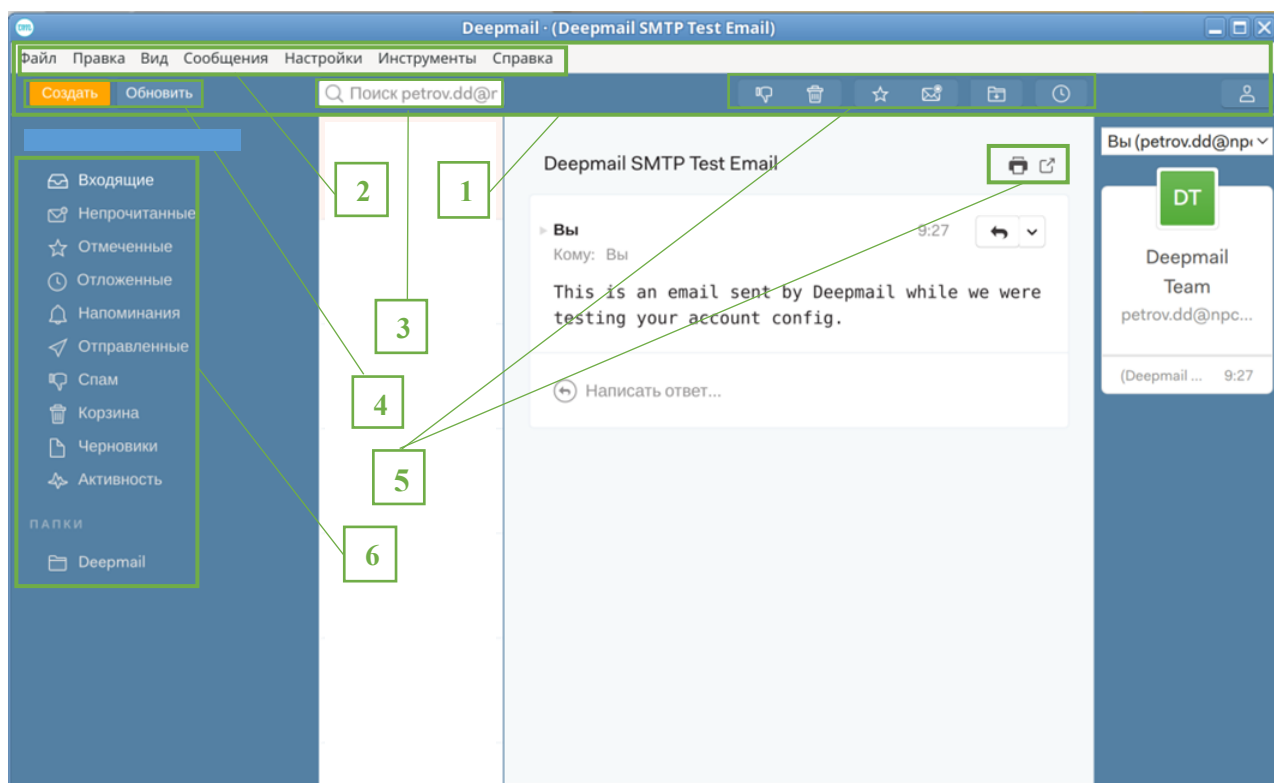 Deepmail · (Deepmail SMTP Test Email)
Файл Правка Вид Сообщения Настройки Инструменты Справка
Создать Обновить
Поиск petrov.dd@r
Входящие
Непрочитанные
Отмеченные
Отложенные
Напоминания
Отправленные
Спам
Корзина
Черновики
Активность
ПАПКИ
Deepmail
2
1
3
4
5
6
Deepmail SMTP Test Email
Вы
9:27
Кому: Вы
This is an email sent by Deepmail while we were
testing your account config.
Написать ответ...
Вы (petrov.dd@np
DT
Deepmail
Team
petrov.dd@npc...
(Deepmail ... 9:27